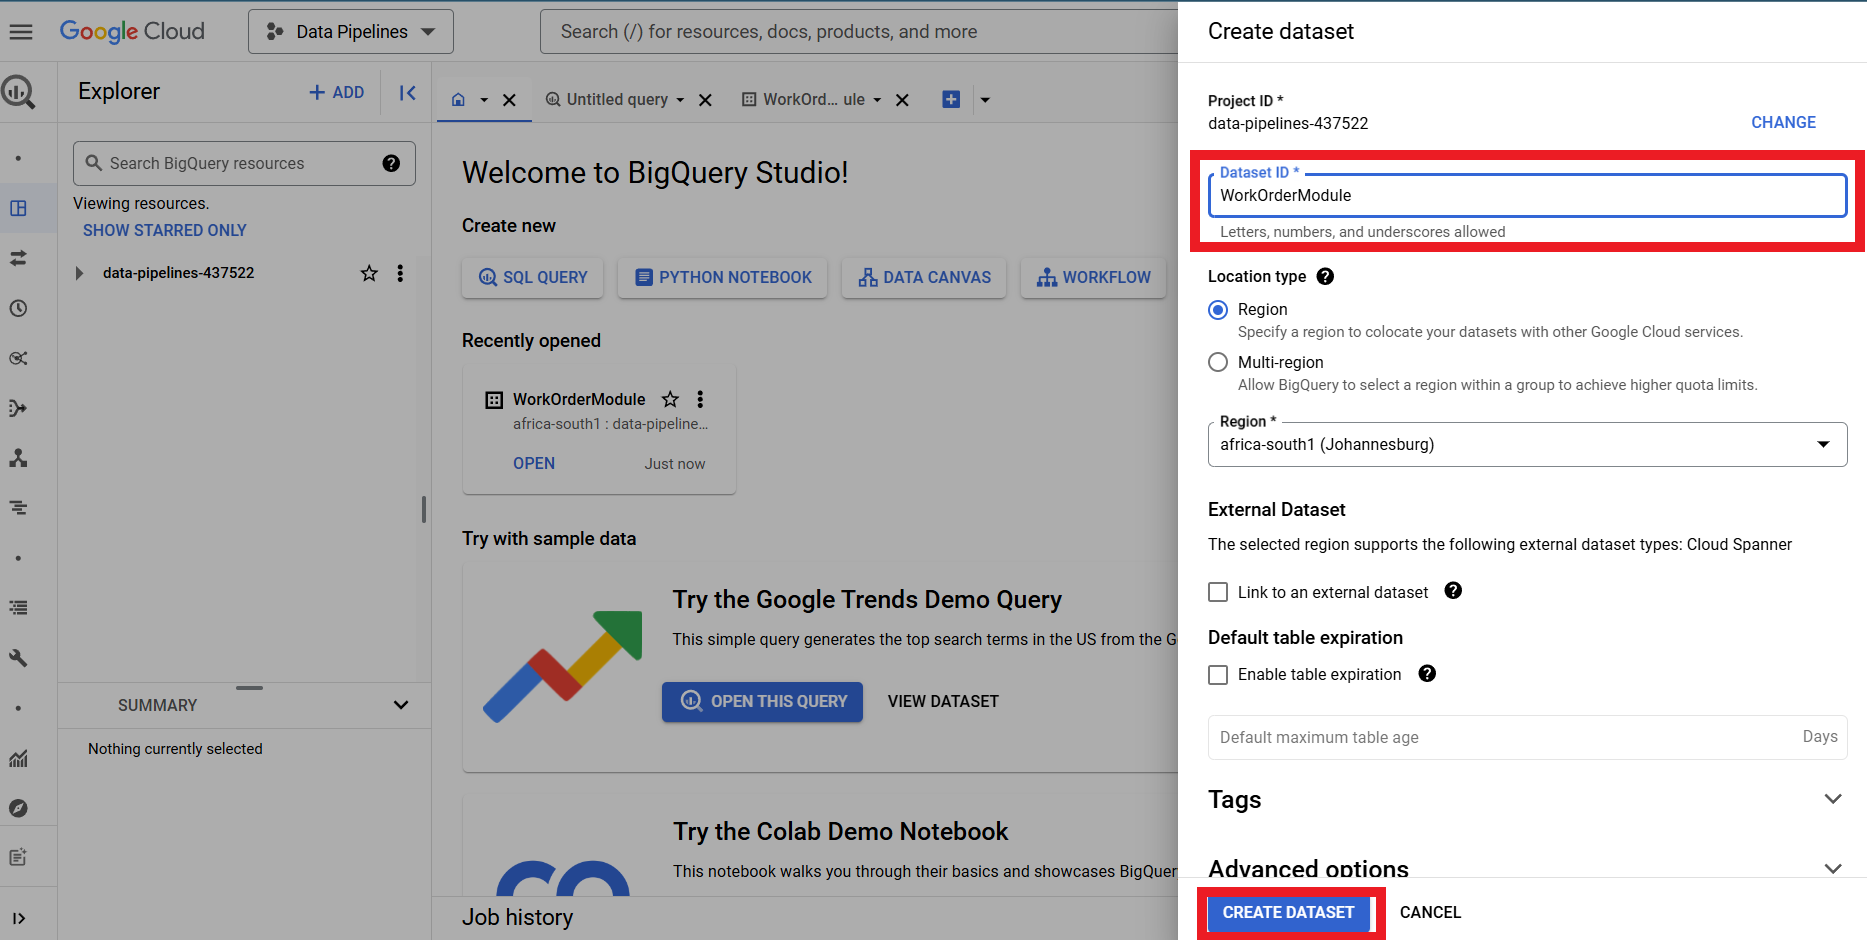 Google Cloud
Data Pipelines
Search (/) for resources, docs, products, and more
Explorer
+ ADD
Search BigQuery resources
Viewing resources.
SHOW STARRED ONLY
data-pipelines-437522
SUMMARY
Nothing currently selected
Untitled query
WorkOrd... ule
Welcome to BigQuery Studio!
Create new
SQL QUERY
PYTHON NOTEBOOK
DATA CANVAS
WORKFLOW
Recently opened
WorkOrderModule
africa-south1 : data-pipeline...
OPEN
Just now
Try with sample data
Try the Google Trends Demo Query
This simple query generates the top search terms in the US from the G
OPEN THIS QUERY
VIEW DATASET
Try the Colab Demo Notebook
This notebook walks you through their basics and showcases BigQuer
Job history
Create dataset
Project ID *
data-pipelines-437522
CHANGE
Dataset ID *
WorkOrderModule
Letters, numbers, and underscores allowed
Location type
Region
Specify a region to colocate your datasets with other Google Cloud services.
Multi-region
Allow BigQuery to select a region within a group to achieve higher quota limits.
Region *
africa-south1 (Johannesburg)
External Dataset
The selected region supports the following external dataset types: Cloud Spanner
Link to an external dataset
Default table expiration
Enable table expiration
Default maximum table age
Days
Tags
Advanced options
CREATE DATASET
CANCEL